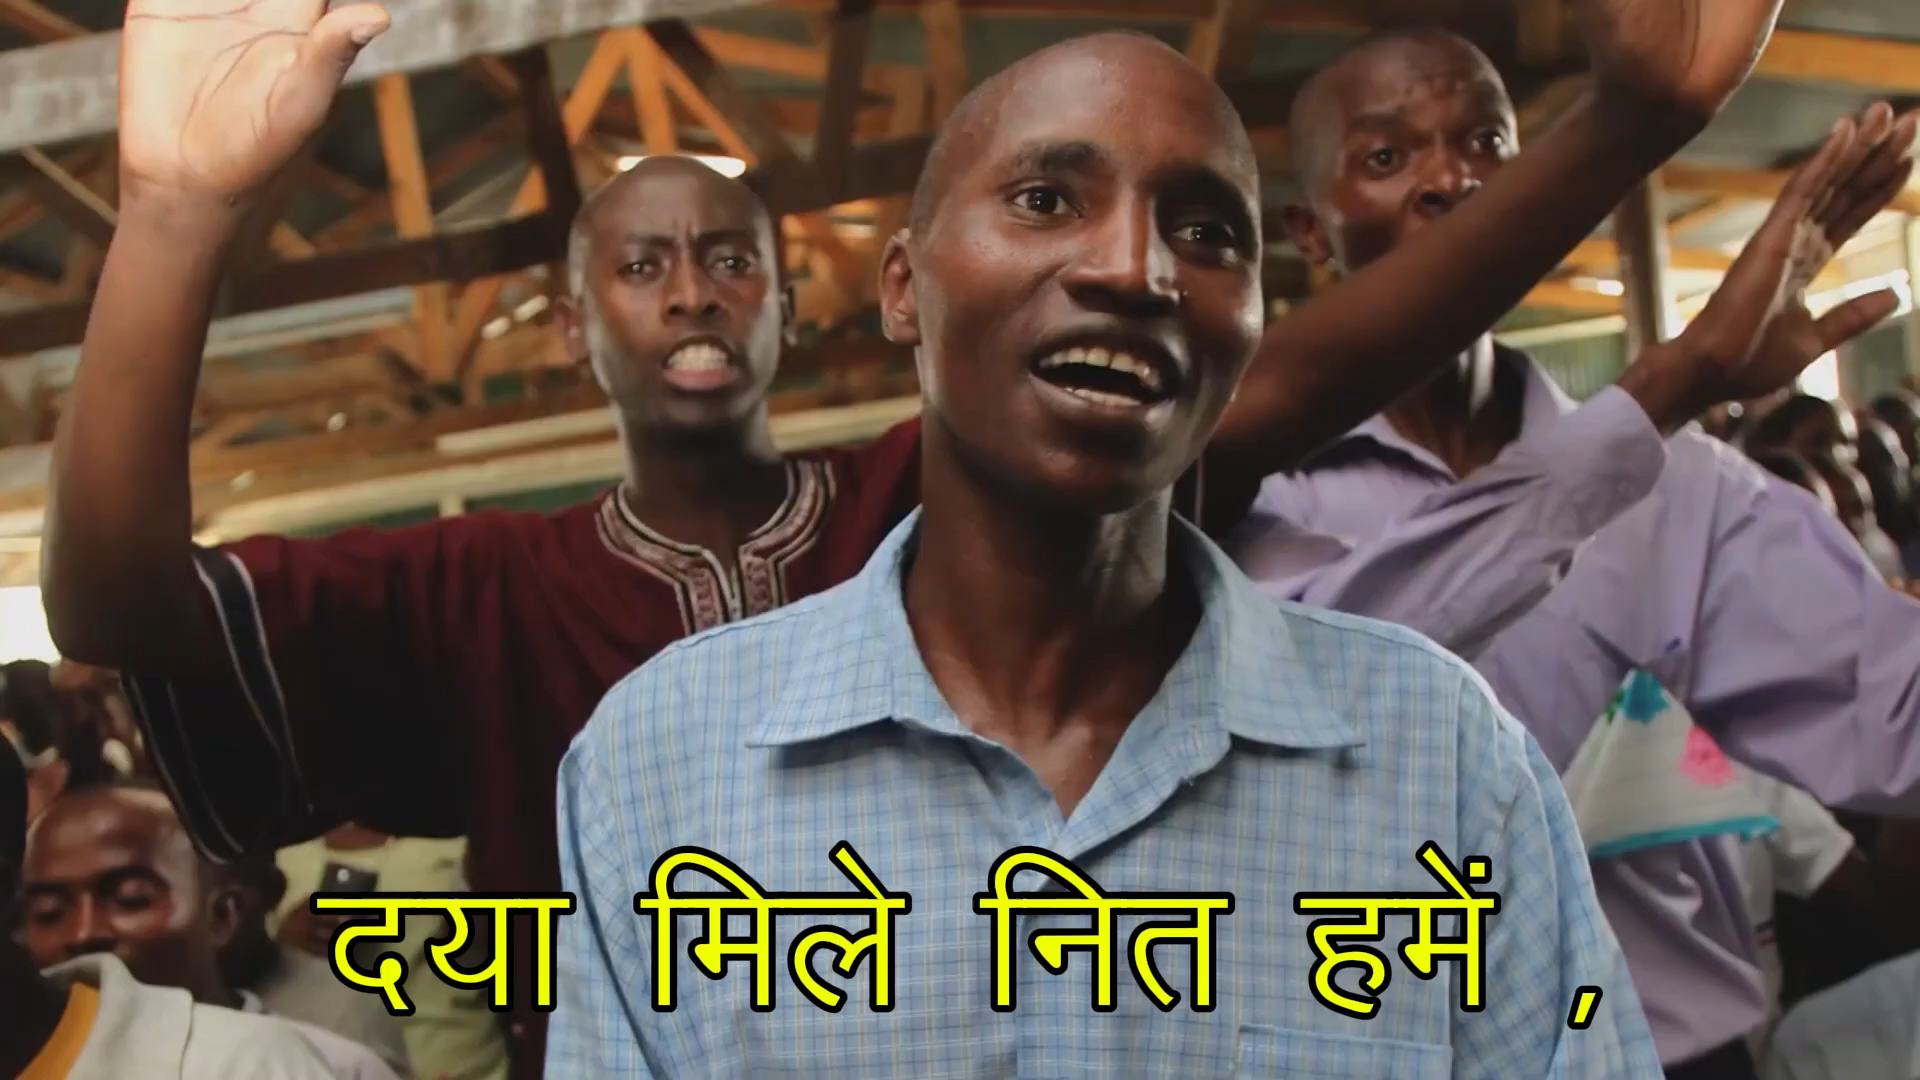 दया मिले नित हमें ,